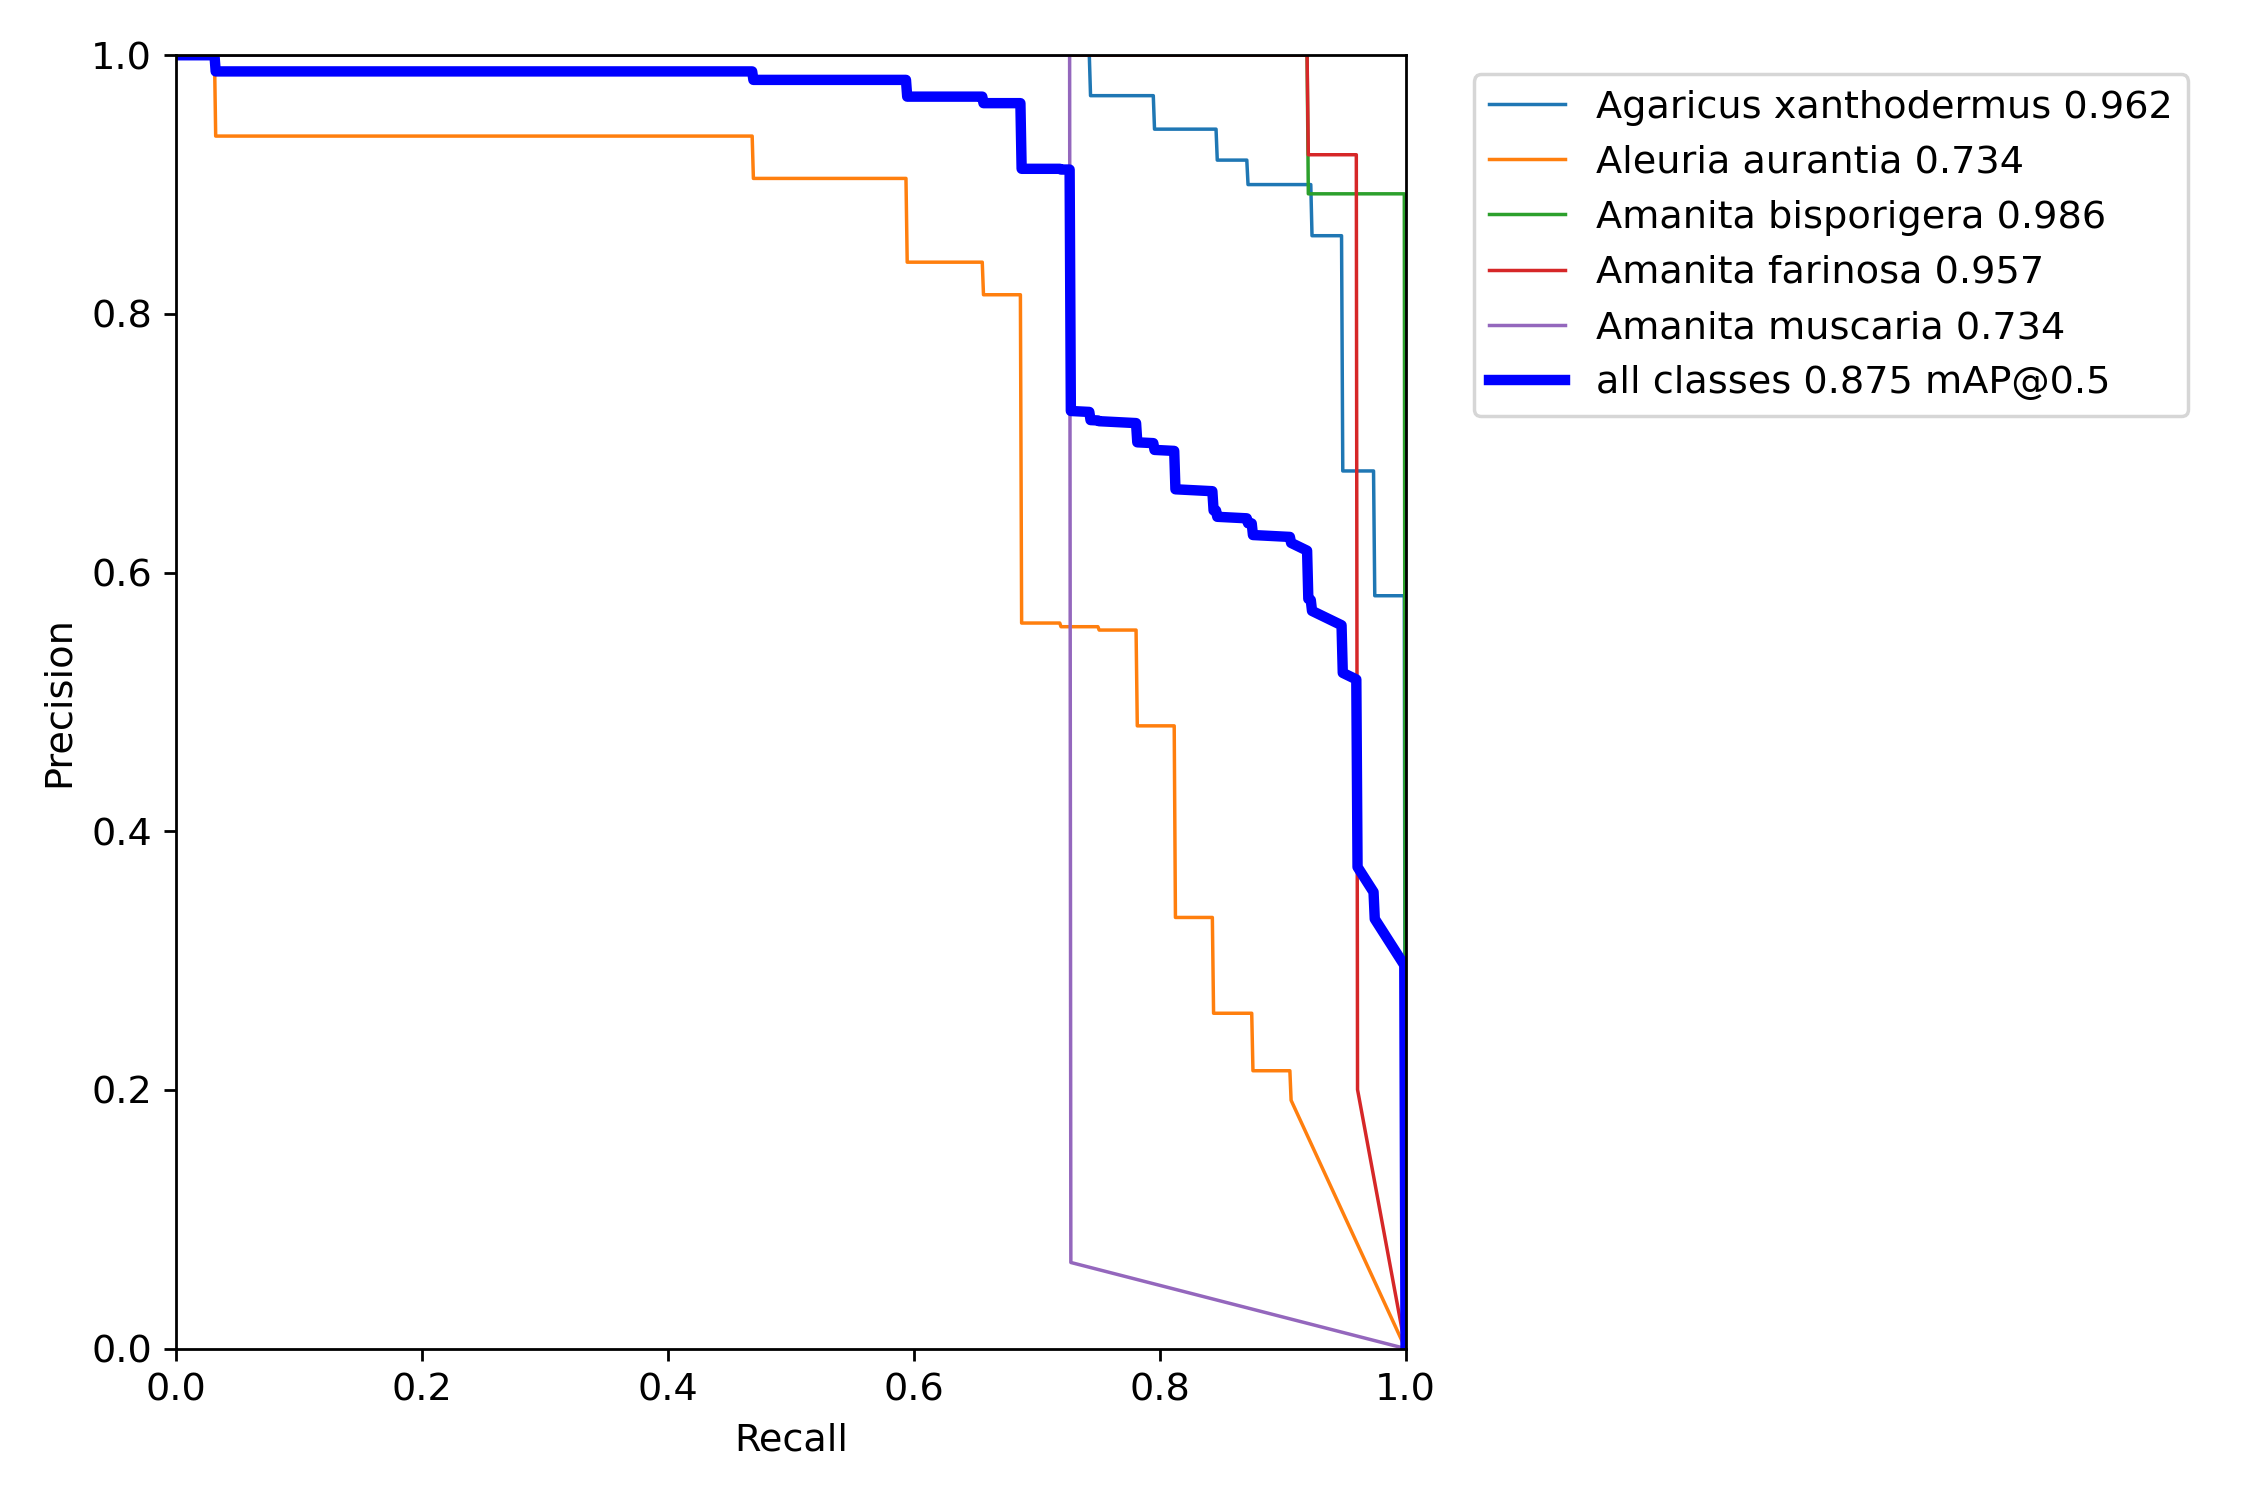 1.0
0.8
0.6
0.4
0.2
0.0
Precision
0.0 0.2 0.4 0.6 0.8 1.0
Recall
Agaricus xanthodermus 0.962
Aleuria aurantia 0.734
Amanita bisporigera 0.986
Amanita farinosa 0.957
Amanita muscaria 0.734
all classes 0.875 mAP@0.5